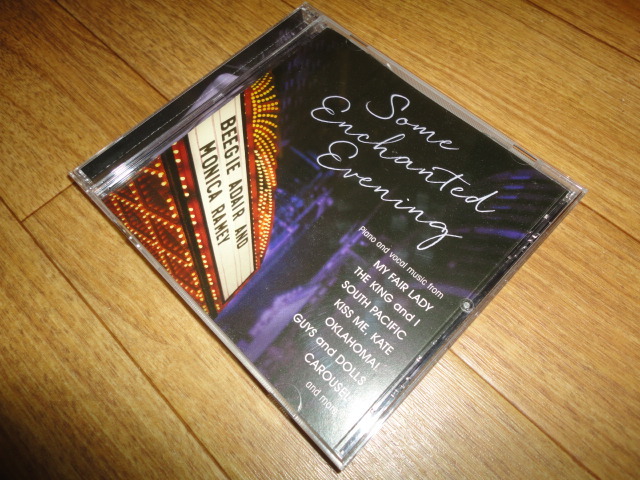 BEEGIE ADAIR AND
MONICA RAMEY
Some
Enchanted
Evening
Piano and vocal music from
MY FAIR LADY
THE KING and I
SOUTH PACIFIC
KISS ME, KATE
OKLAHOMA!
GUYS and DOLLS
CAROUSEL
and more